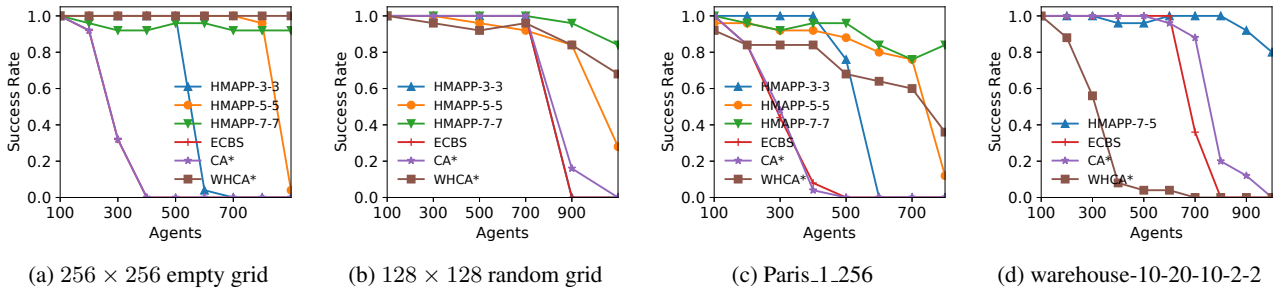 Success Rate
1.0
0.8
0.6
0.4
0.2
0.0
HMAPP-3-3
HMAPP-5-5
HMAPP-7-7
ECBS
CA*
WHCA*
100 300 500 700
Agents
(a) 256 × 256 empty grid
Success Rate
1.0
0.8
0.6
0.4
0.2
0.0
HMAPP-3-3
HMAPP-5-5
HMAPP-7-7
ECBS
CA*
WHCA*
100 300 500 700 900
Agents
(b) 128 × 128 random grid
Success Rate
1.0
0.8
0.6
0.4
0.2
0.0
HMAPP-3-3
HMAPP-5-5
HMAPP-7-7
ECBS
CA*
WHCA*
100 300 500 700
Agents
(c) Paris_1_256
Success Rate
1.0
0.8
0.6
0.4
0.2
0.0
HMAPP-7-5
ECBS
CA*
WHCA*
100 300 500 700 900
Agents
(d) warehouse-10-20-10-2-2